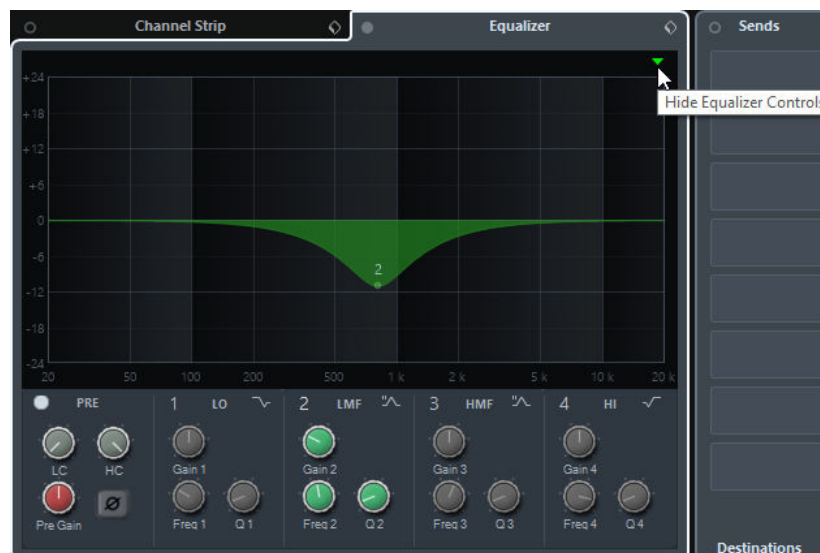 Channel Strip Equalizer Sends
Hide Equalizer Controls
+24
+18
+12
+6
0
-6
2
-12
-18
-24
20 50 100 200 500 1 k 2 k 5 k 10 k 20 k
PRE 1 LO 2 LMF 3 HMF 4 HI
LC HC Gain 1 Gain 2 Gain 3 Gain 4
Pre Gain Ø Freq 1 Q 1 Freq 2 Q 2 Freq 3 Q 3 Freq 4 Q 4
Destinations